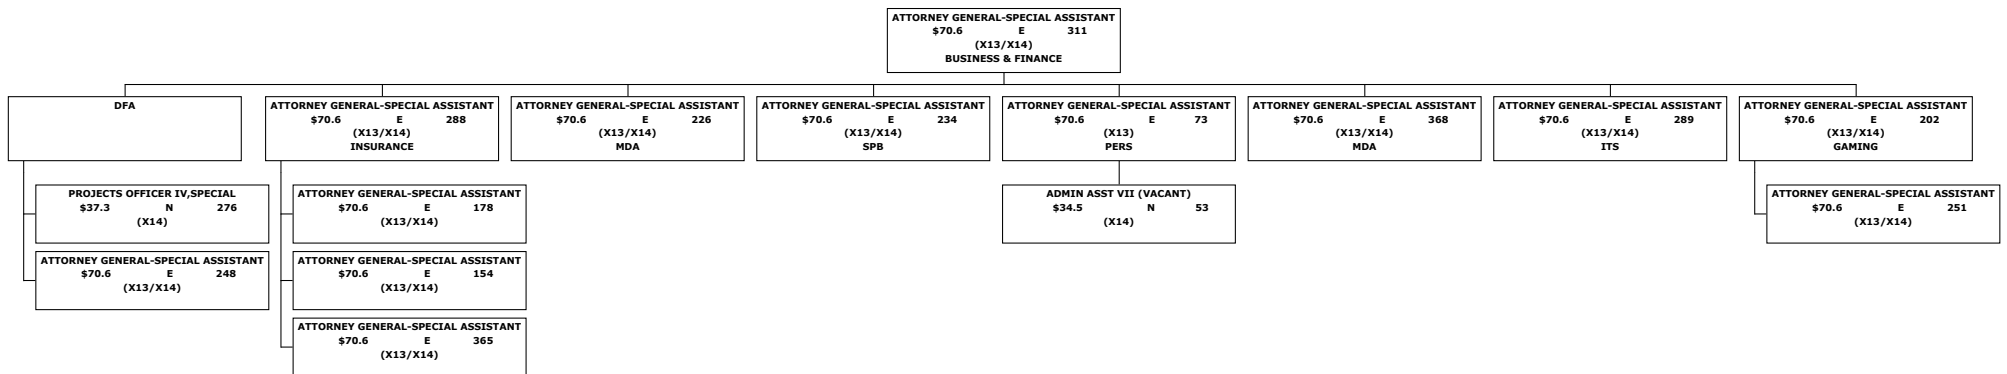 ATTORNEY GENERAL-SPECIAL ASSISTANT
$70.6 E 311
(X13/X14)
BUSINESS & FINANCE
DFA
ATTORNEY GENERAL-SPECIAL ASSISTANT
$70.6 E 288
(X13/X14)
INSURANCE
ATTORNEY GENERAL-SPECIAL ASSISTANT
$70.6 E 226
(X13/X14)
MDA
ATTORNEY GENERAL-SPECIAL ASSISTANT
$70.6 E 234
(X13/X14)
SPB
ATTORNEY GENERAL-SPECIAL ASSISTANT
$70.6 E 73
(X13)
PERS
ATTORNEY GENERAL-SPECIAL ASSISTANT
$70.6 E 368
(X13/X14)
MDA
ATTORNEY GENERAL-SPECIAL ASSISTANT
$70.6 E 289
(X13/X14)
ITS
ATTORNEY GENERAL-SPECIAL ASSISTANT
$70.6 E 202
(X13/X14)
GAMING
PROJECTS OFFICER IV,SPECIAL
$37.3 N 276
(X14)
ATTORNEY GENERAL-SPECIAL ASSISTANT
$70.6 E 178
(X13/X14)
ADMIN ASST VII (VACANT)
$34.5 N 53
(X14)
ATTORNEY GENERAL-SPECIAL ASSISTANT
$70.6 E 251
(X13/X14)
ATTORNEY GENERAL-SPECIAL ASSISTANT
$70.6 E 248
(X13/X14)
ATTORNEY GENERAL-SPECIAL ASSISTANT
$70.6 E 154
(X13/X14)
ATTORNEY GENERAL-SPECIAL ASSISTANT
$70.6 E 365
(X13/X14)